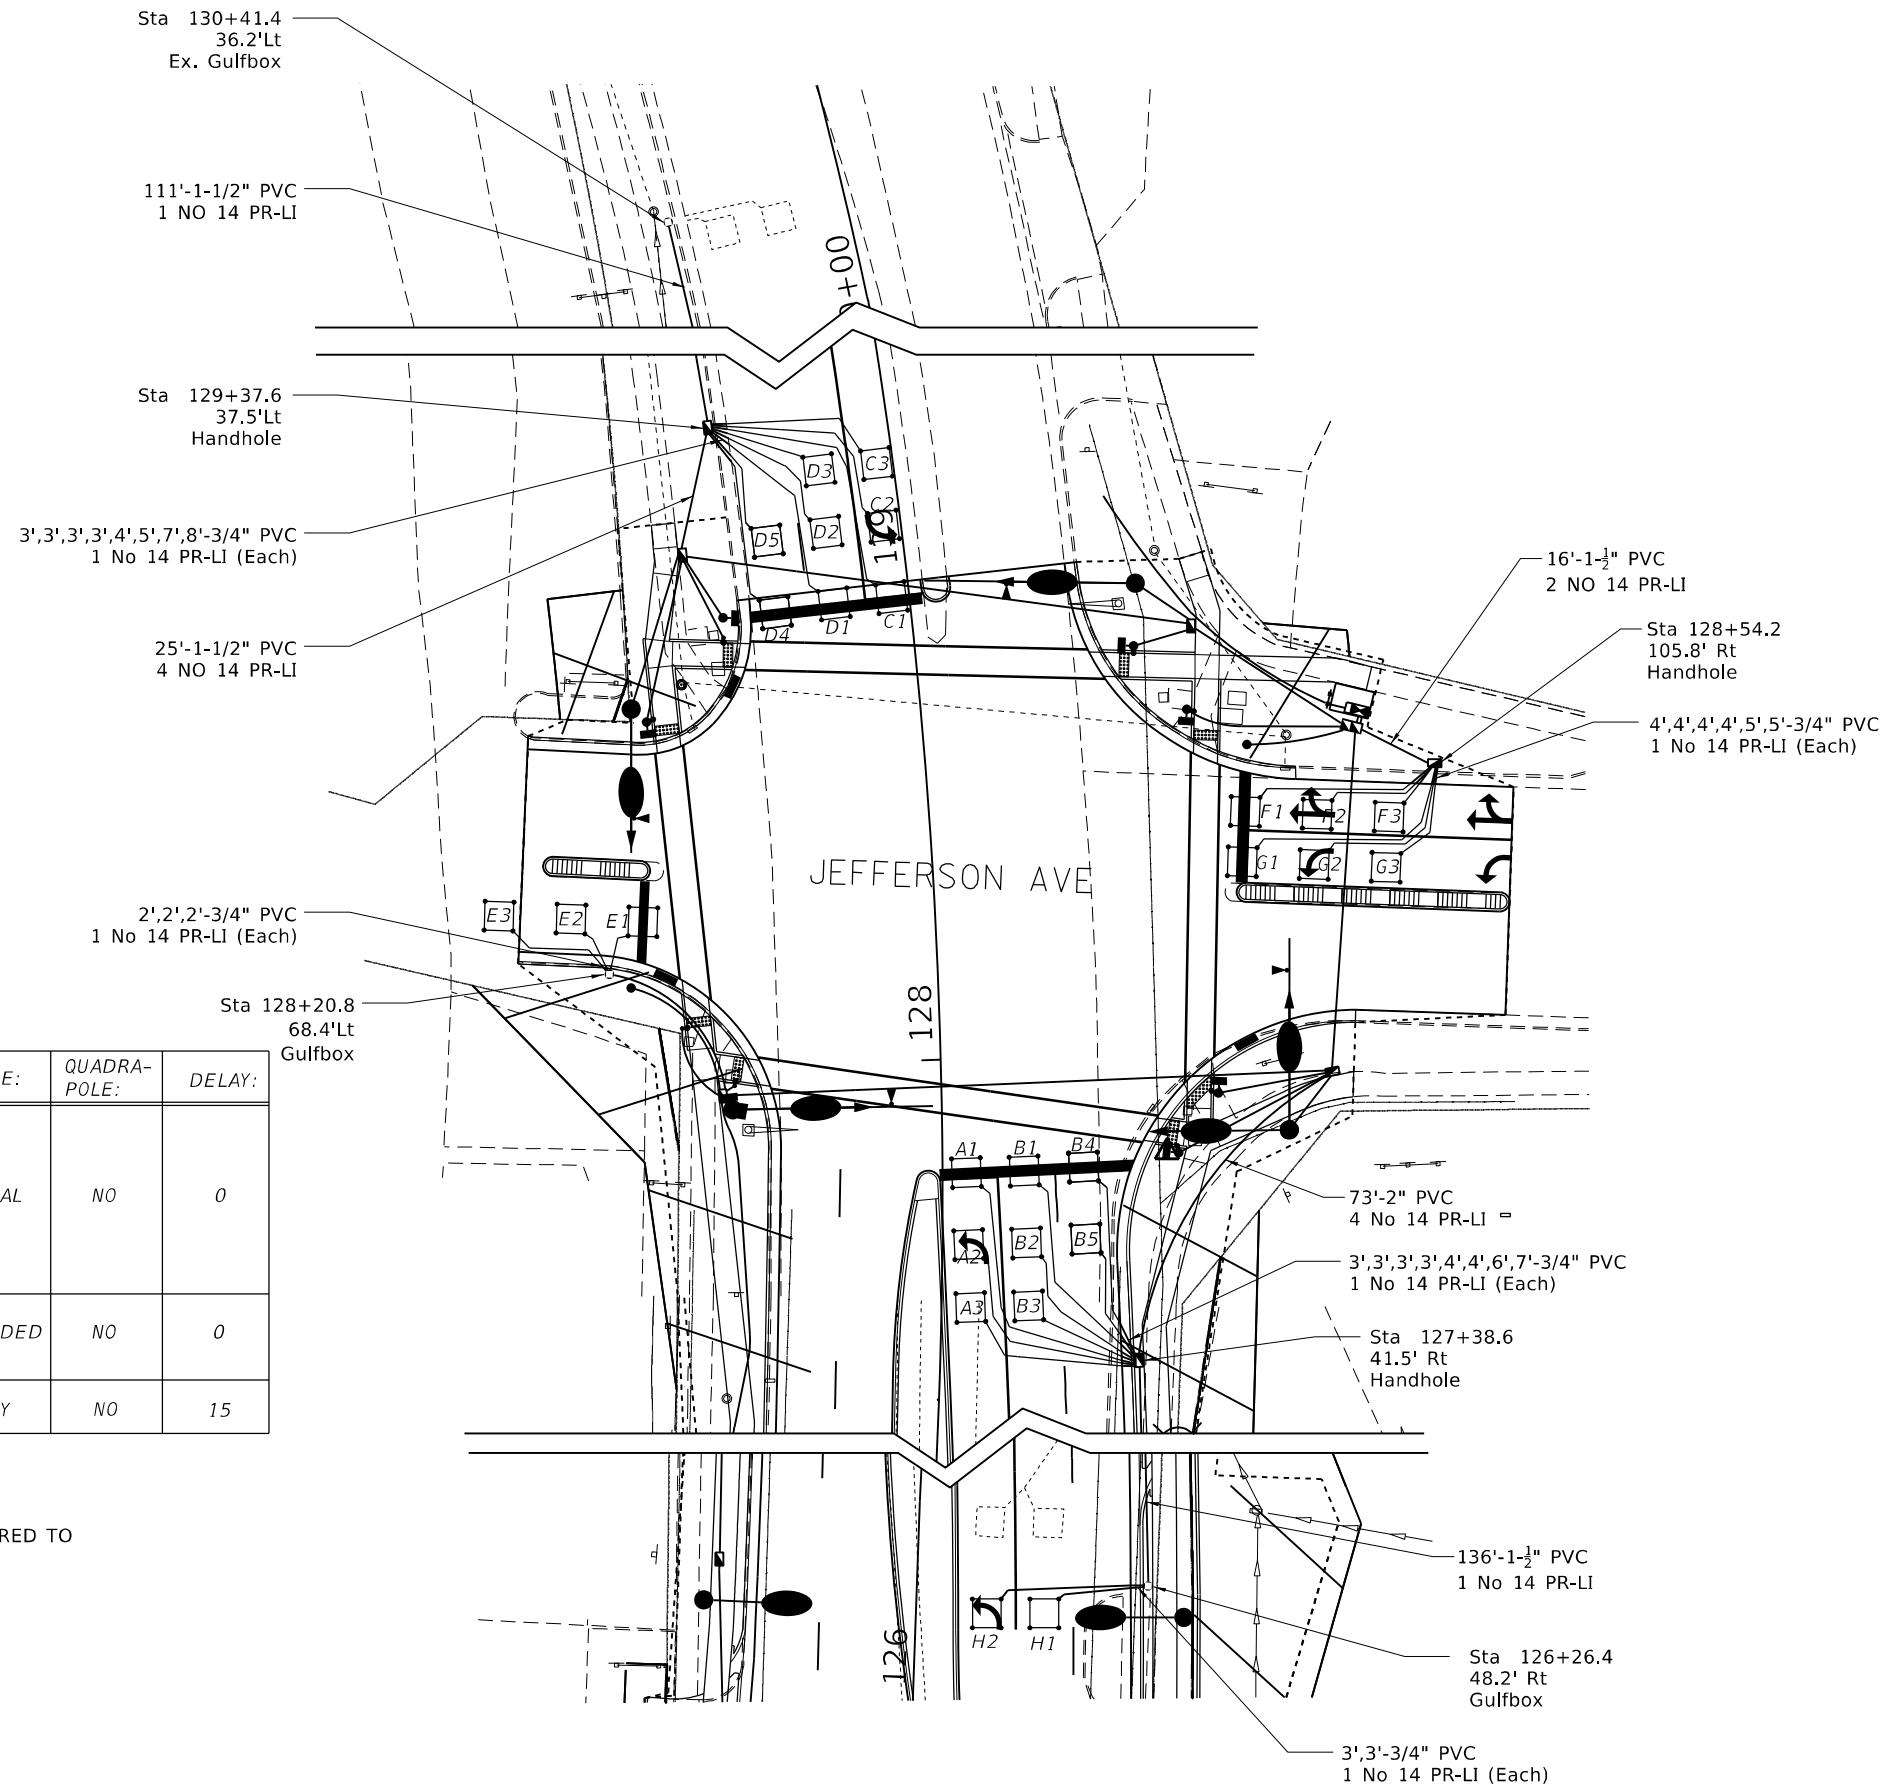 Sta 130+41.4
36.2'Lt
Ex. Gulfbox
111'-1-1/2" PVC
1 NO 14 PR-LI
+00
Sta 129+37.6
37.5'Lt
Handhole
3',3',3',3',4',5',7',8'-3/4" PVC
1 No 14 PR-LI (Each)
25'-1-1/2" PVC
4 NO 14 PR-LI
D3
C3
C2
D5
D2
129
D4
D1
C1
16'-1-½" PVC
2 NO 14 PR-LI
Sta 128+54.2
105.8' Rt
Handhole
4',4',4',4',5',5'-3/4" PVC
1 No 14 PR-LI (Each)
F1
F2
F3
G1
G2
G3
JEFFERSON AVE
E3
E2
E1
2',2',2'-3/4" PVC
1 No 14 PR-LI (Each)
Sta 128+20.8
68.4'Lt
Gulfbox
128
E:
QUADRA-
POLE:
DELAY:
AL NO 0
DED NO 0
Y NO 15
RED TO
A1
B1
B4
A2
B2
B5
A3
B3
73'-2" PVC
4 No 14 PR-LI
3',3',3',3',4',4',6',7'-3/4" PVC
1 No 14 PR-LI (Each)
Sta 127+38.6
41.5' Rt
Handhole
136'-1-½" PVC
1 No 14 PR-LI
126
H2
H1
Sta 126+26.4
48.2' Rt
Gulfbox
3',3'-3/4" PVC
1 No 14 PR-LI (Each)